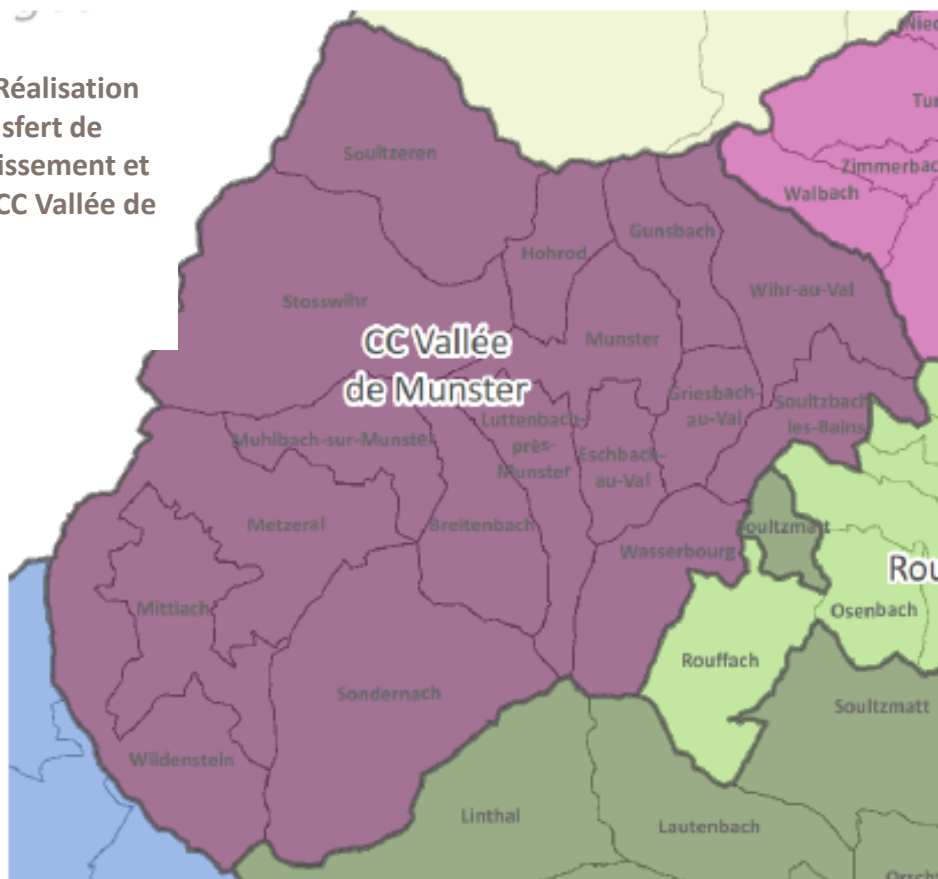 Réalisation
sfert de
issement et
CC Vallée de
Soultzeren
Zimmerbac
Walbach
Hohrod
Gunsbach
Stosswihr
Wihr-au-Val
CC Vallée
de Munster
Munster
Griesbach-
au-Val
Soultzbach-
les-Bains
Luttenbach-
près-
Munster
Muhlbach-sur-Munster
Eschbach-
au-Val
Metzeral
Breitenbach
Wasserbourg
Soultzmatt
Rou
Mittlach
Osenbach
Rouffach
Sondernach
Soultzmatt
Wildenstein
Linthal
Lautenbach